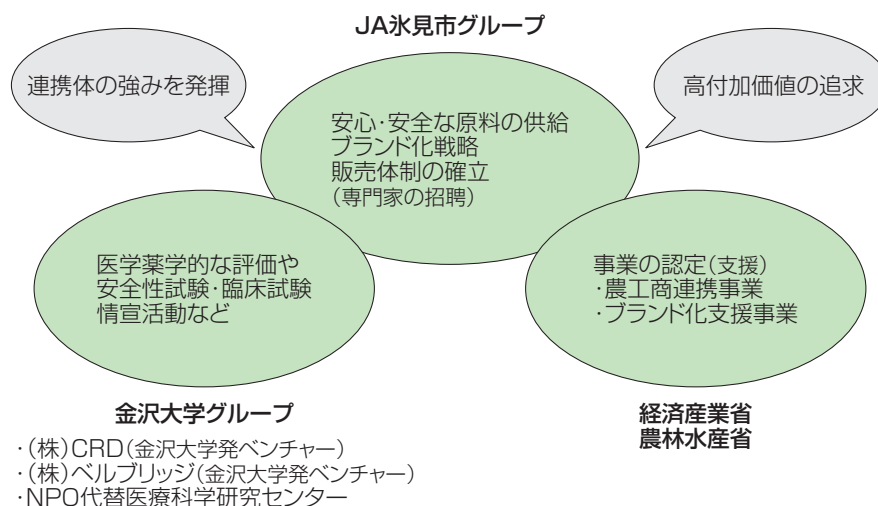 JA氷見市グループ
連携体の強みを発揮
高付加価値の追求
安心・安全な原料の供給
ブランド化戦略
販売体制の確立
(専門家の招聘)
医学薬学的な評価や
安全性試験・臨床試験
情宣活動など
事業の認定(支援)
・農工商連携事業
・ブランド化支援事業
金沢大学グループ
・(株)CRD(金沢大学発ベンチャー)
・(株)ベルブリッジ(金沢大学発ベンチャー)
・NPO代替医療科学研究センター
経済産業省
農林水産省